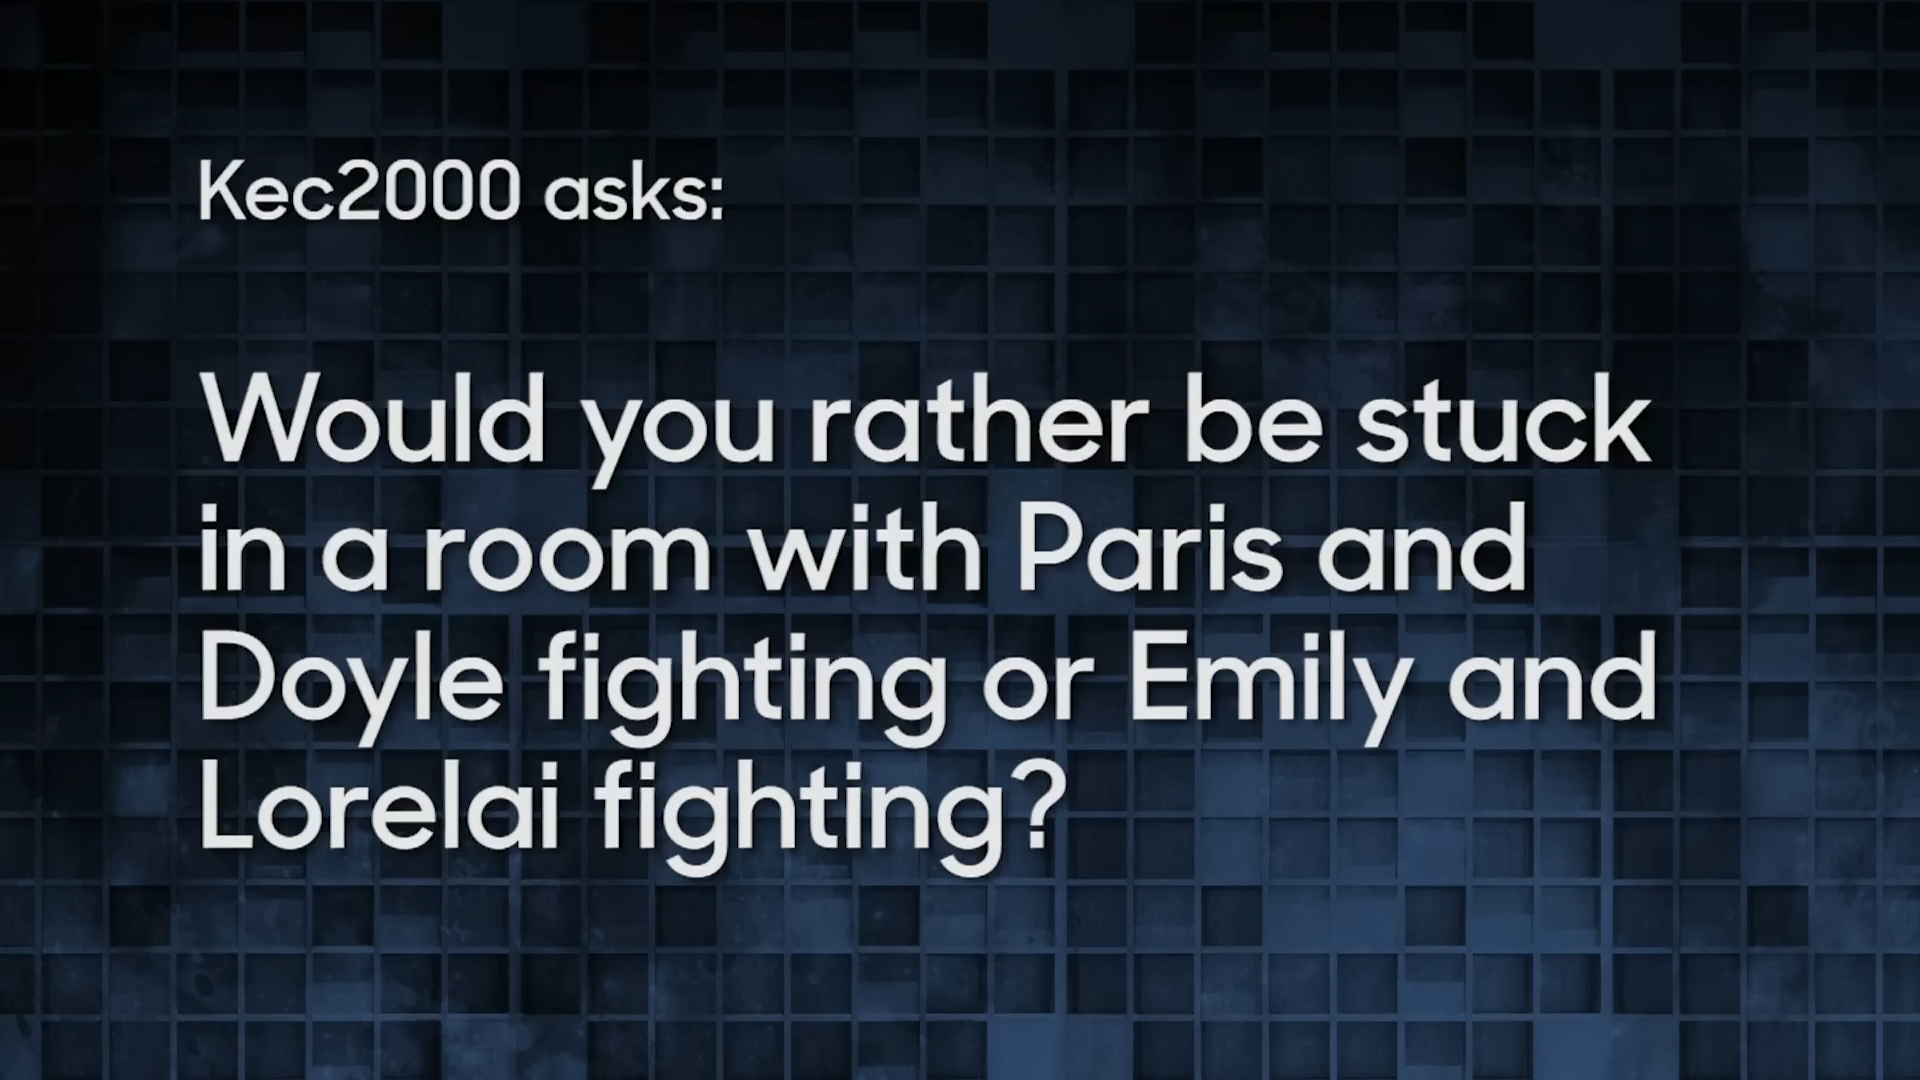 Kec2000 asks:
Would you rather be stuck
in a room with Paris and
Doyle fighting or Emily and
Lorelai fighting?